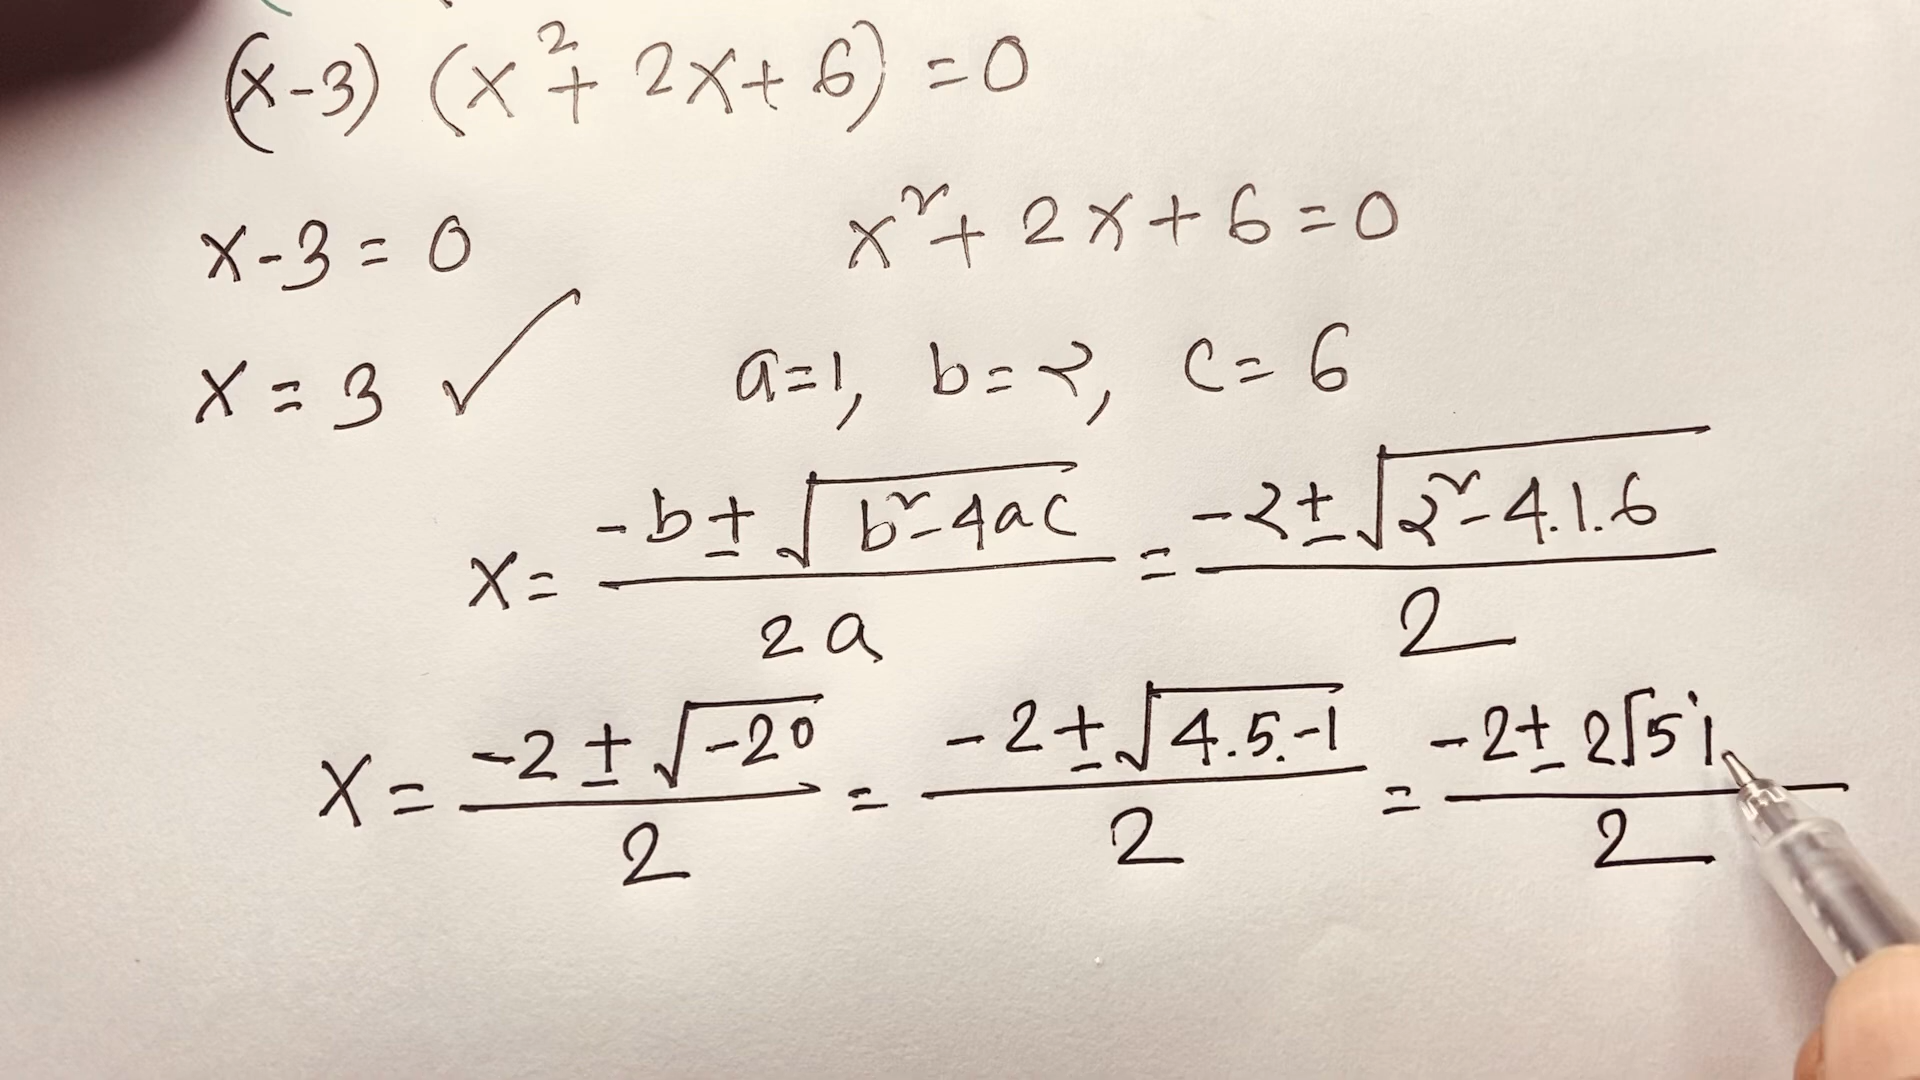 (x-3) (x² + 2x + 6) = 0
x-3 = 0    x² + 2x + 6 = 0
x = 3 ✓    a=1, b=2, c=6
x = (-b ± √(b²-4ac))/(2a) = (-2 ± √(2²-4.1.6))/2
x = (-2 ± √(-20))/2 = (-2 ± √(4.5.-1))/2 = (-2 ± 2√5 i)/2